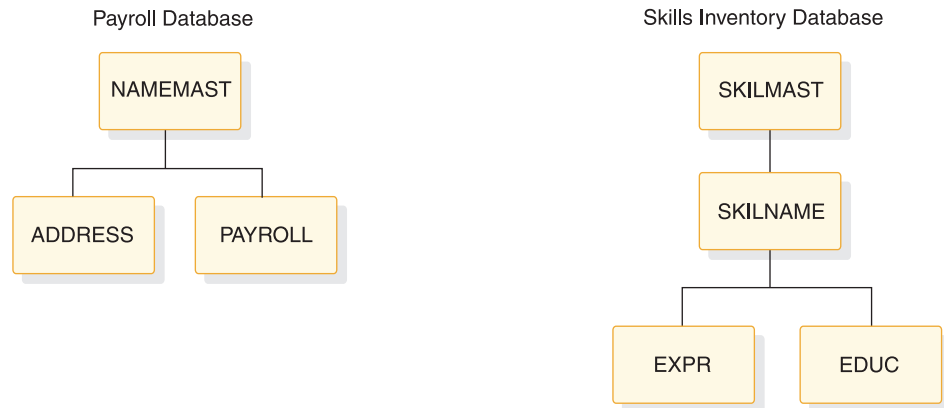 Payroll Database
NAMEMAST
ADDRESS
PAYROLL
Skills Inventory Database
SKILMAST
SKILNAME
EXPR
EDUC